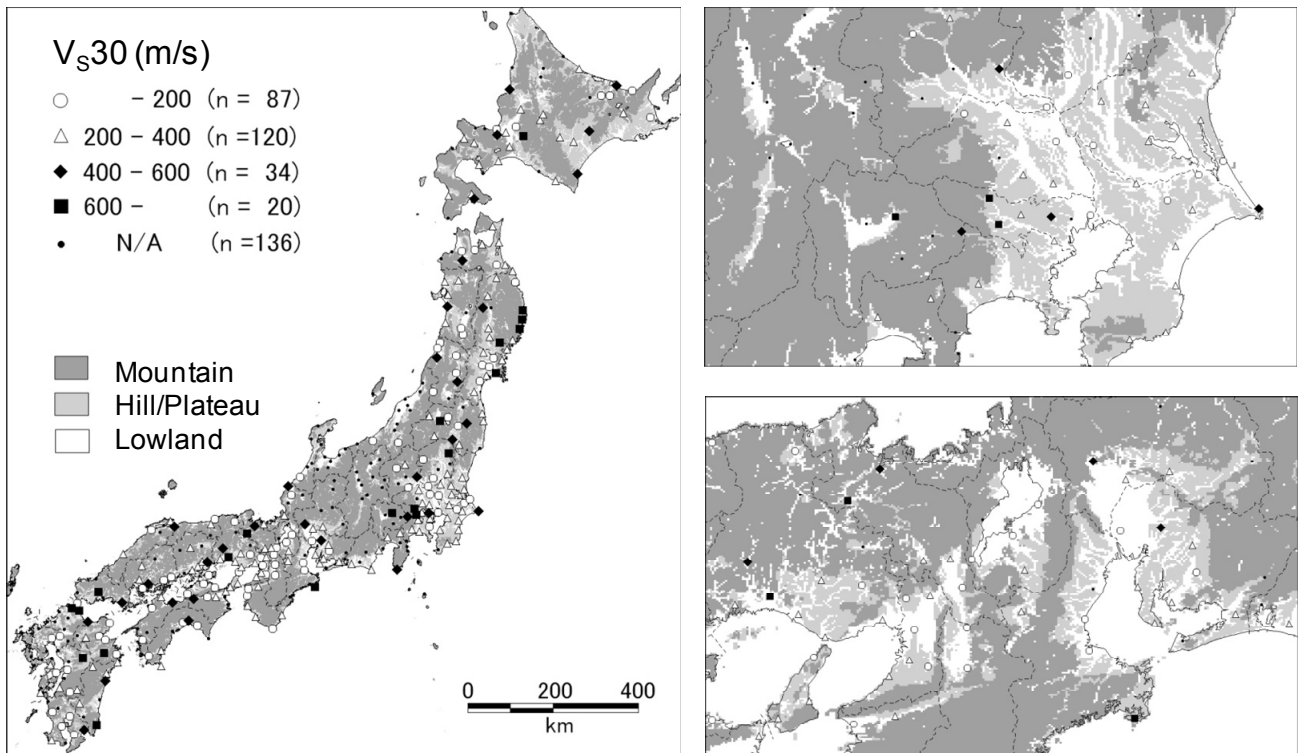 VS30 (m/s)
– 200 (n = 87)
200 – 400 (n =120)
400 – 600 (n = 34)
600 – (n = 20)
N/A (n =136)
Mountain
Hill/Plateau
Lowland
0 200 400
km